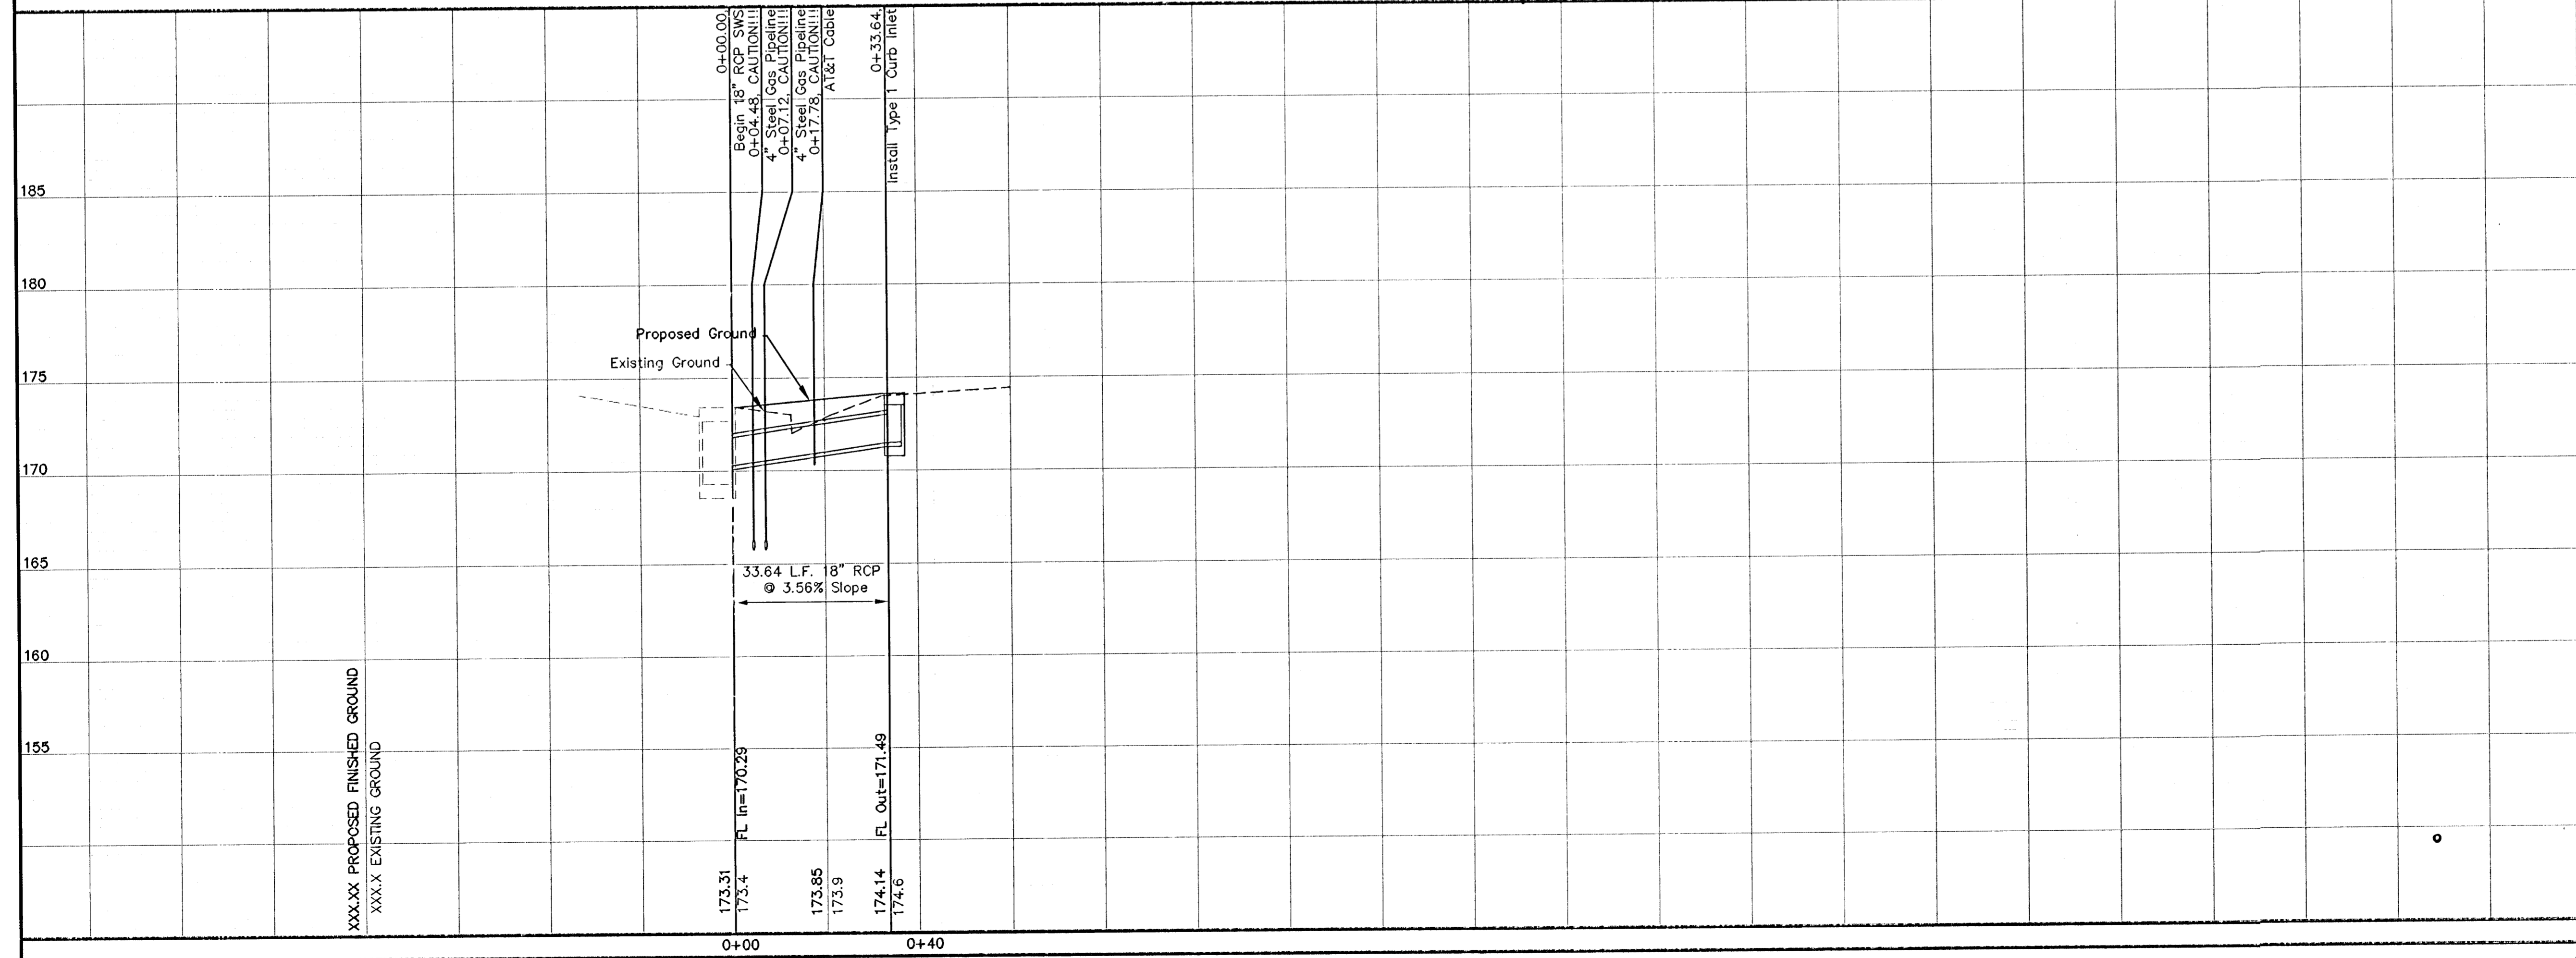 0+00.00,
Begin 18" RCP SWS
0+04.48, CAUTION!!!
4" Steel Gas Pipeline
0+07.12, CAUTION!!!
4" Steel Gas Pipeline
0+17.78, CAUTION!!!
AT&T Cable
0+33.64,
Install Type 1 Curb Inlet
185
180
Proposed Ground
Existing Ground
175
170
165
33.64 L.F. 18" RCP
@ 3.56% Slope
160
155
XXX.XX PROPOSED FINISHED GROUND
XXX.X EXISTING GROUND
FL In=170.29
FL Out=171.49
173.31
173.4
173.85
173.9
174.14
174.6
0+00
0+40